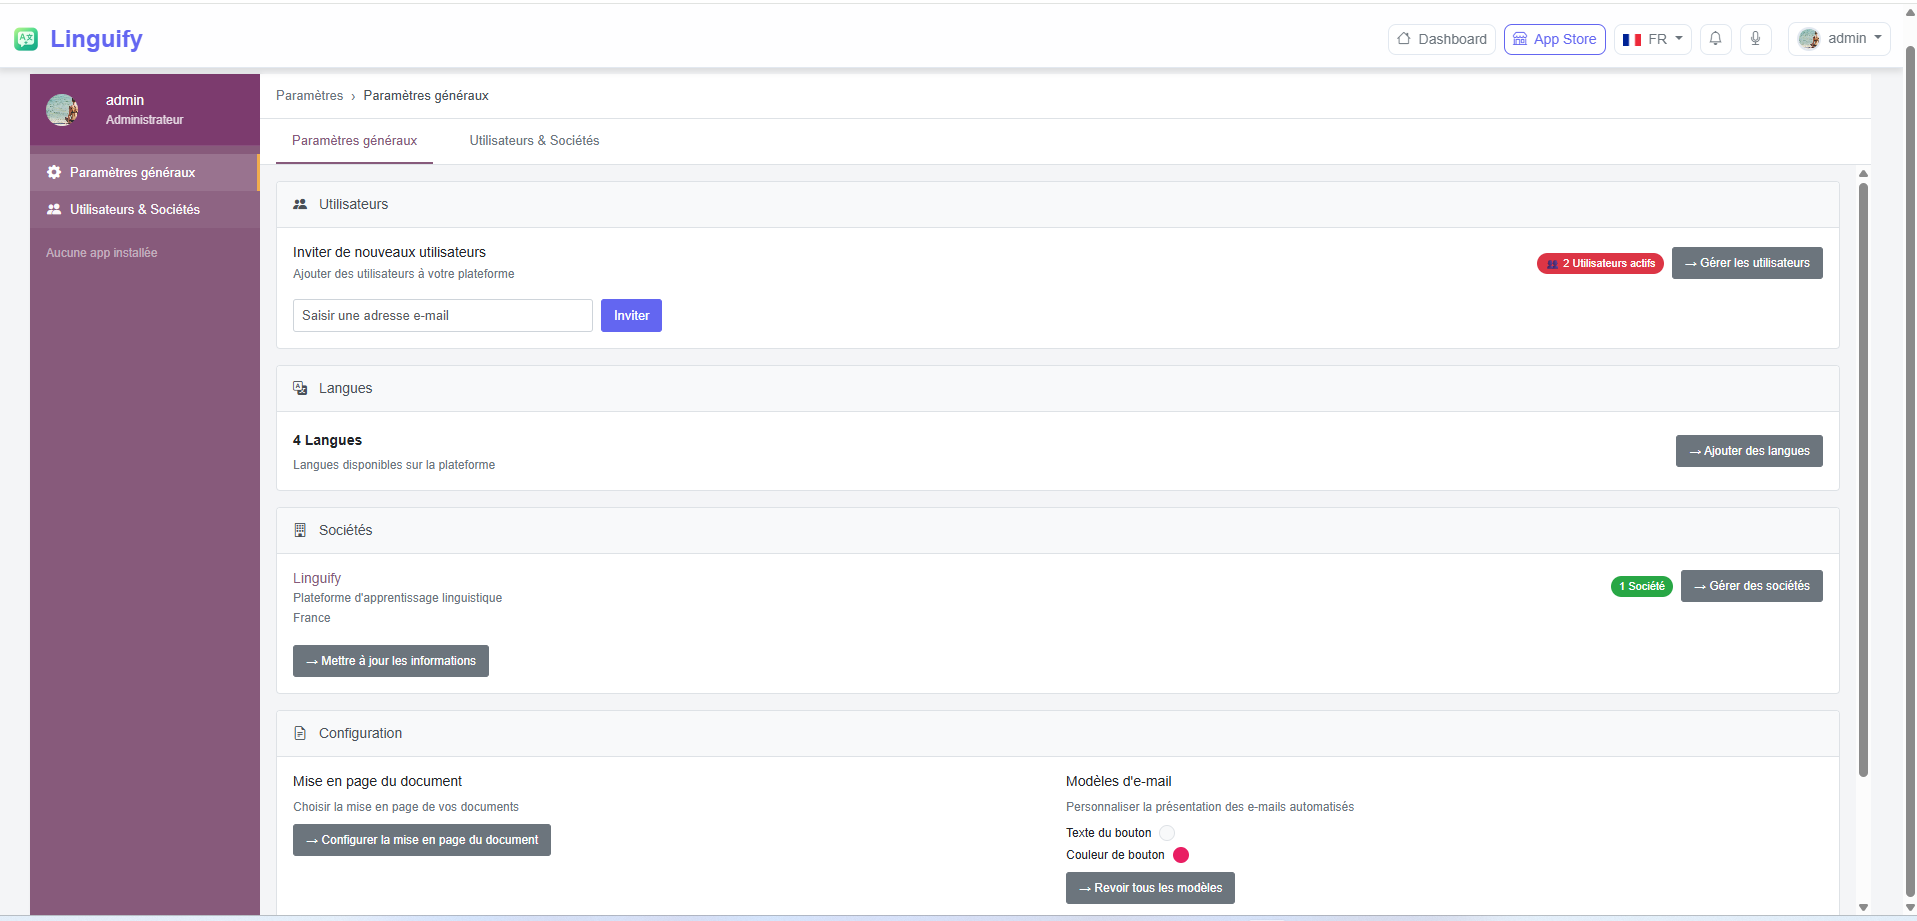 Linguify
Dashboard
App Store
FR
admin
admin
Administrateur
Paramètres généraux
Utilisateurs & Sociétés
Aucune app installée
Paramètres › Paramètres généraux
Paramètres généraux
Utilisateurs & Sociétés
Utilisateurs
Inviter de nouveaux utilisateurs
Ajouter des utilisateurs à votre plateforme
2 Utilisateurs actifs
→ Gérer les utilisateurs
Saisir une adresse e-mail
Inviter
Langues
4 Langues
Langues disponibles sur la plateforme
→ Ajouter des langues
Sociétés
Linguify
Plateforme d'apprentissage linguistique
France
1 Société
→ Gérer des sociétés
→ Mettre à jour les informations
Configuration
Mise en page du document
Choisir la mise en page de vos documents
→ Configurer la mise en page du document
Modèles d'e-mail
Personnaliser la présentation des e-mails automatisés
Texte du bouton
Couleur de bouton
→ Revoir tous les modèles